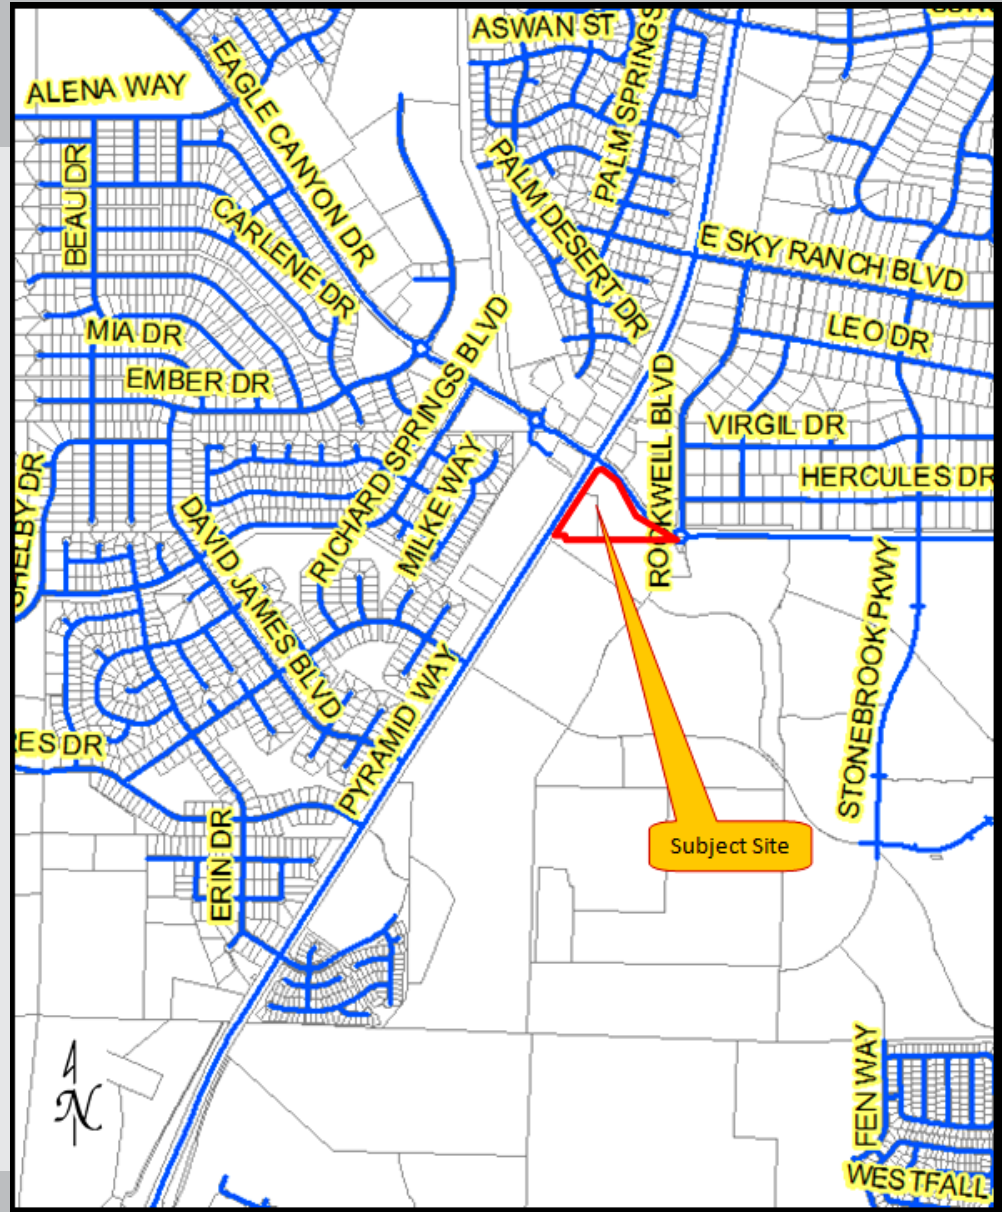 ASWAN ST
PALM SPRINGS
EAGLE CANYON DR
ALENA WAY
BEAU DR
PALM DESERT DR
CARLENE DR
E SKY RANCH BLVD
MIA DR
LEO DR
EMBER DR
RICHARD SPRINGS BLVD
ROCKWELL BLVD
VIRGIL DR
MILKE WAY
HERCULES DR
SHELBY DR
DAVID JAMES BLVD
STONEBROOK PKWY
PYRAMID WAY
RES DR
Subject Site
ERIN DR
N
FEN WAY
WESTFALL